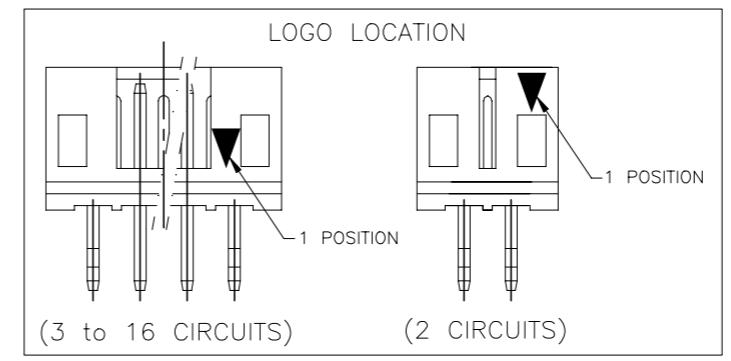 LOGO LOCATION
1 POSITION
1 POSITION
(3 to 16 CIRCUITS)
(2 CIRCUITS)